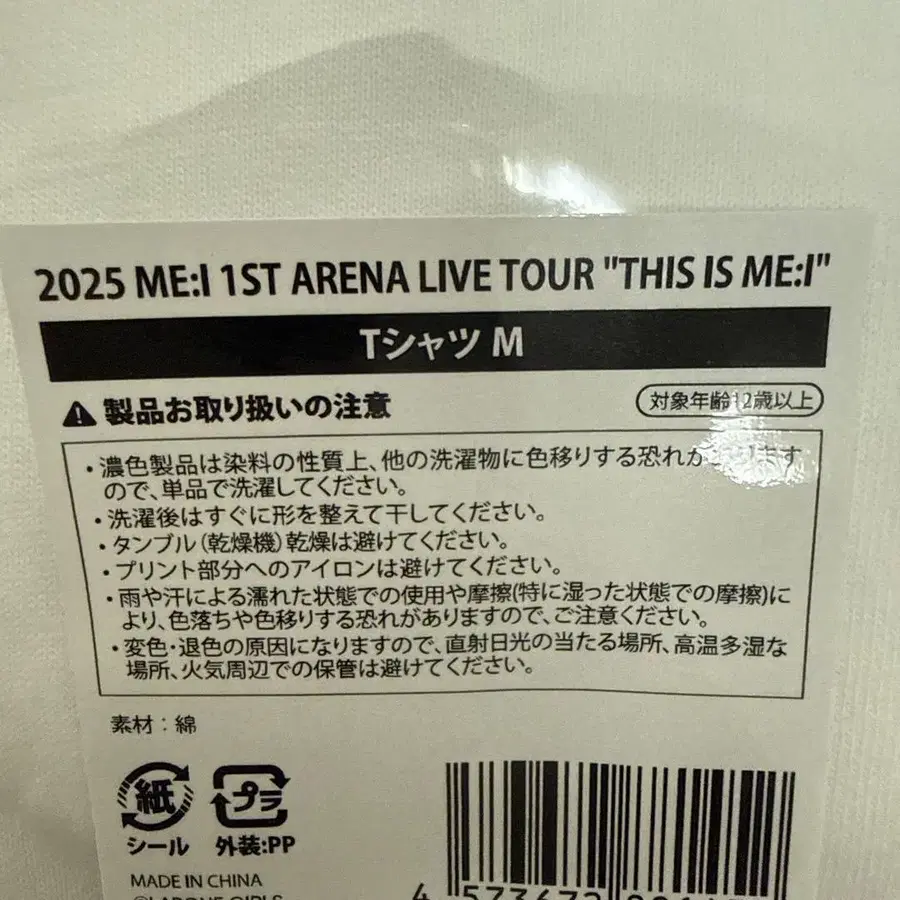 2025 ME:I 1ST ARENA LIVE TOUR "THIS IS ME:I"
Tシャツ M
製品お取り扱いの注意
対象年齢12歳以上
・濃色製品は染料の性質上、他の洗濯物に色移りする恐れがあります
ので、単品で洗濯してください。
・洗濯後はすぐに形を整えて干してください。
・タンブル(乾燥機)乾燥は避けてください。
・プリント部分へのアイロンは避けてください。
・雨や汗による濡れた状態での使用や摩擦(特に湿った状態での摩擦)に
より、色落ちや色移りする恐れがありますので、ご注意ください。
・変色・退色の原因になりますので、直射日光の当たる場所、高温多湿な
場所、火気周辺での保管は避けてください。
素材：綿
紙 プラ
シール 外装:PP
MADE IN CHINA
©LAPONE GIRLS
4 573672